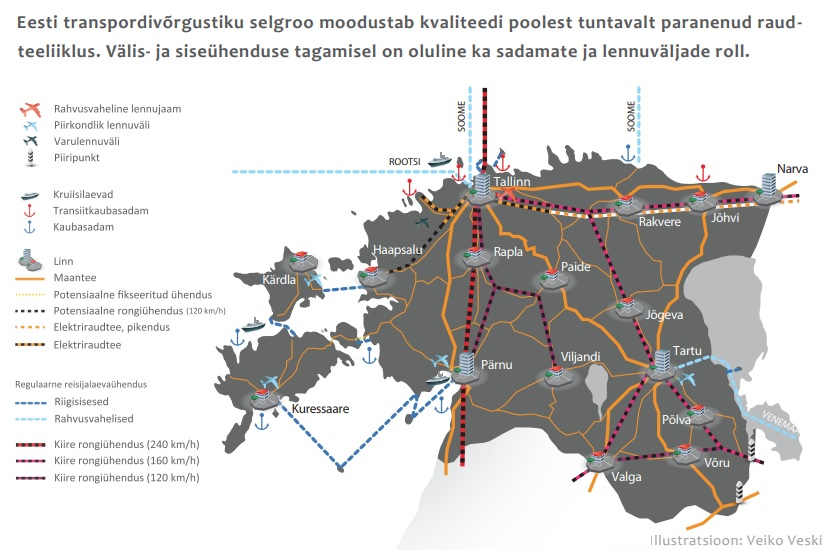 Eesti transpordivõrgustiku selgroo moodustab kvaliteedi poolest tuntavalt paranenud raud-
teeliiklus. Välis- ja siseühenduse tagamisel on oluline ka sadamate ja lennuväljade roll.
Rahvusvaheline lennujaam
Piirkondlik lennuväli
Varulennuväli
Piiripunkt
Kruiisilaevad
Transiitkaubasadam
Kaubasadam
Linn
Maantee
Potensiaalne fikseeritud ühendus
Potensiaalne rongiühendus (120 km/h)
Elektriraudtee, pikendus
Elektriraudtee
Regulaarne reisijalaevaühendus
Riigisisesed
Rahvusvahelised
Kiire rongiühendus (240 km/h)
Kiire rongiühendus (160 km/h)
Kiire rongiühendus (120 km/h)
SOOME
SOOME
ROOTSI
Tallinn
Narva
Rakvere
Jõhvi
Haapsalu
Rapla
Paide
Kärdla
Jõgeva
Pärnu
Viljandi
Tartu
Kuressaare
Põlva
VENEMAA
Valga
Võru
Illustratsioon: Veiko Veski